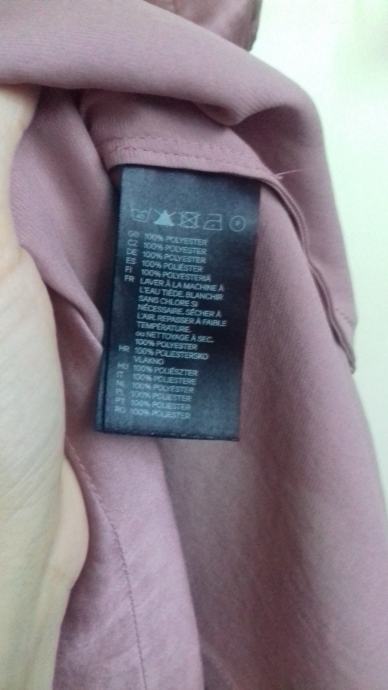 GB 100% POLYESTER
CZ 100% POLYESTER
DE 100% POLYESTER
ES 100% POLIÉSTER
FI 100% POLYESTERIÄ
FR LAVER À LA MACHINE À
L'EAU TIÈDE. BLANCHIR
SANS CHLORE SI
NÉCESSAIRE. SÉCHER À
L'AIR. REPASSER À FAIBLE
TEMPÉRATURE.
ou NETTOYAGE À SEC.
100% POLYESTER
HR 100% POLIESTERSKO
VLAKNO
HU 100% POLIÉSZTER
IT 100% POLIESTERE
NL 100% POLYESTER
PL 100% POLIESTER
PT 100% POLIÉSTER
RO 100% POLIESTER